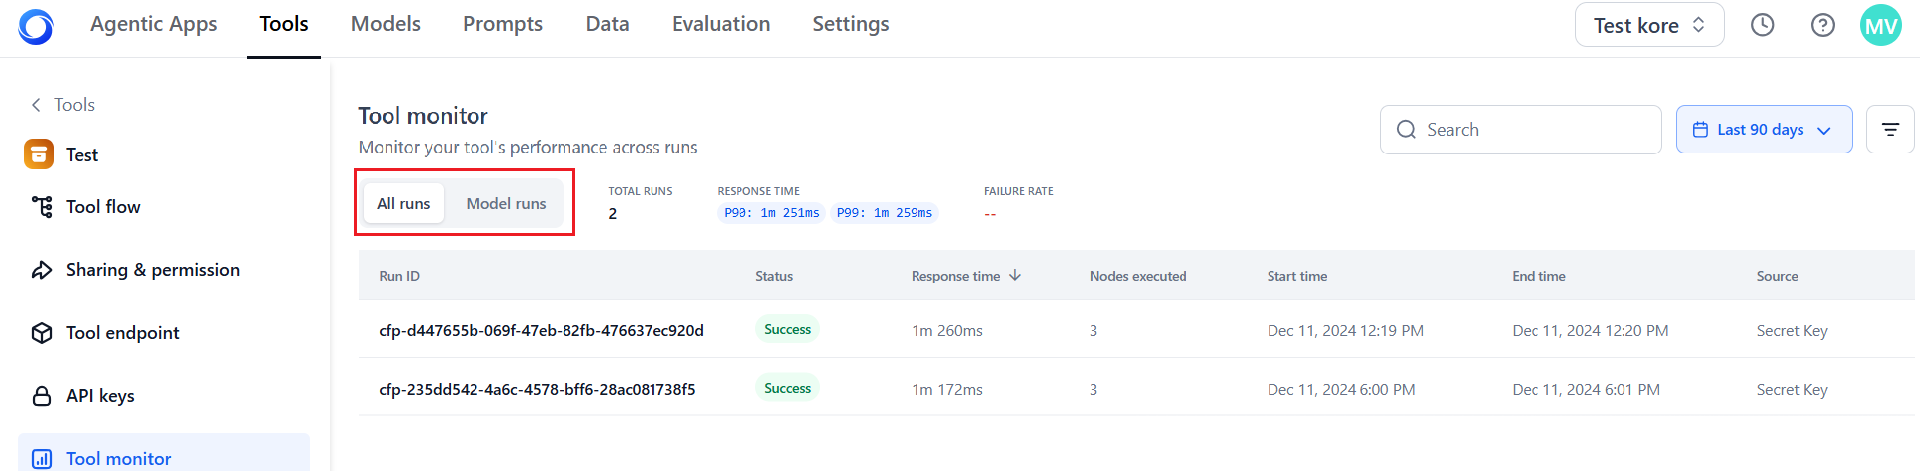 Agentic Apps Tools Models Prompts Data Evaluation Settings Test kore MV
Tools
Test
Tool flow
Sharing & permission
Tool endpoint
API keys
Tool monitor
Tool monitor
Monitor your tool's performance across runs
Search
Last 90 days
All runs Model runs
TOTAL RUNS
2
RESPONSE TIME
P90: 1m 251ms P99: 1m 259ms
FAILURE RATE
--
Run ID Status Response time Nodes executed Start time End time Source
cfp-d447655b-069f-47eb-82fb-476637ec920d Success 1m 260ms 3 Dec 11, 2024 12:19 PM Dec 11, 2024 12:20 PM Secret Key
cfp-235dd542-4a6c-4578-bff6-28ac081738f5 Success 1m 172ms 3 Dec 11, 2024 6:00 PM Dec 11, 2024 6:01 PM Secret Key